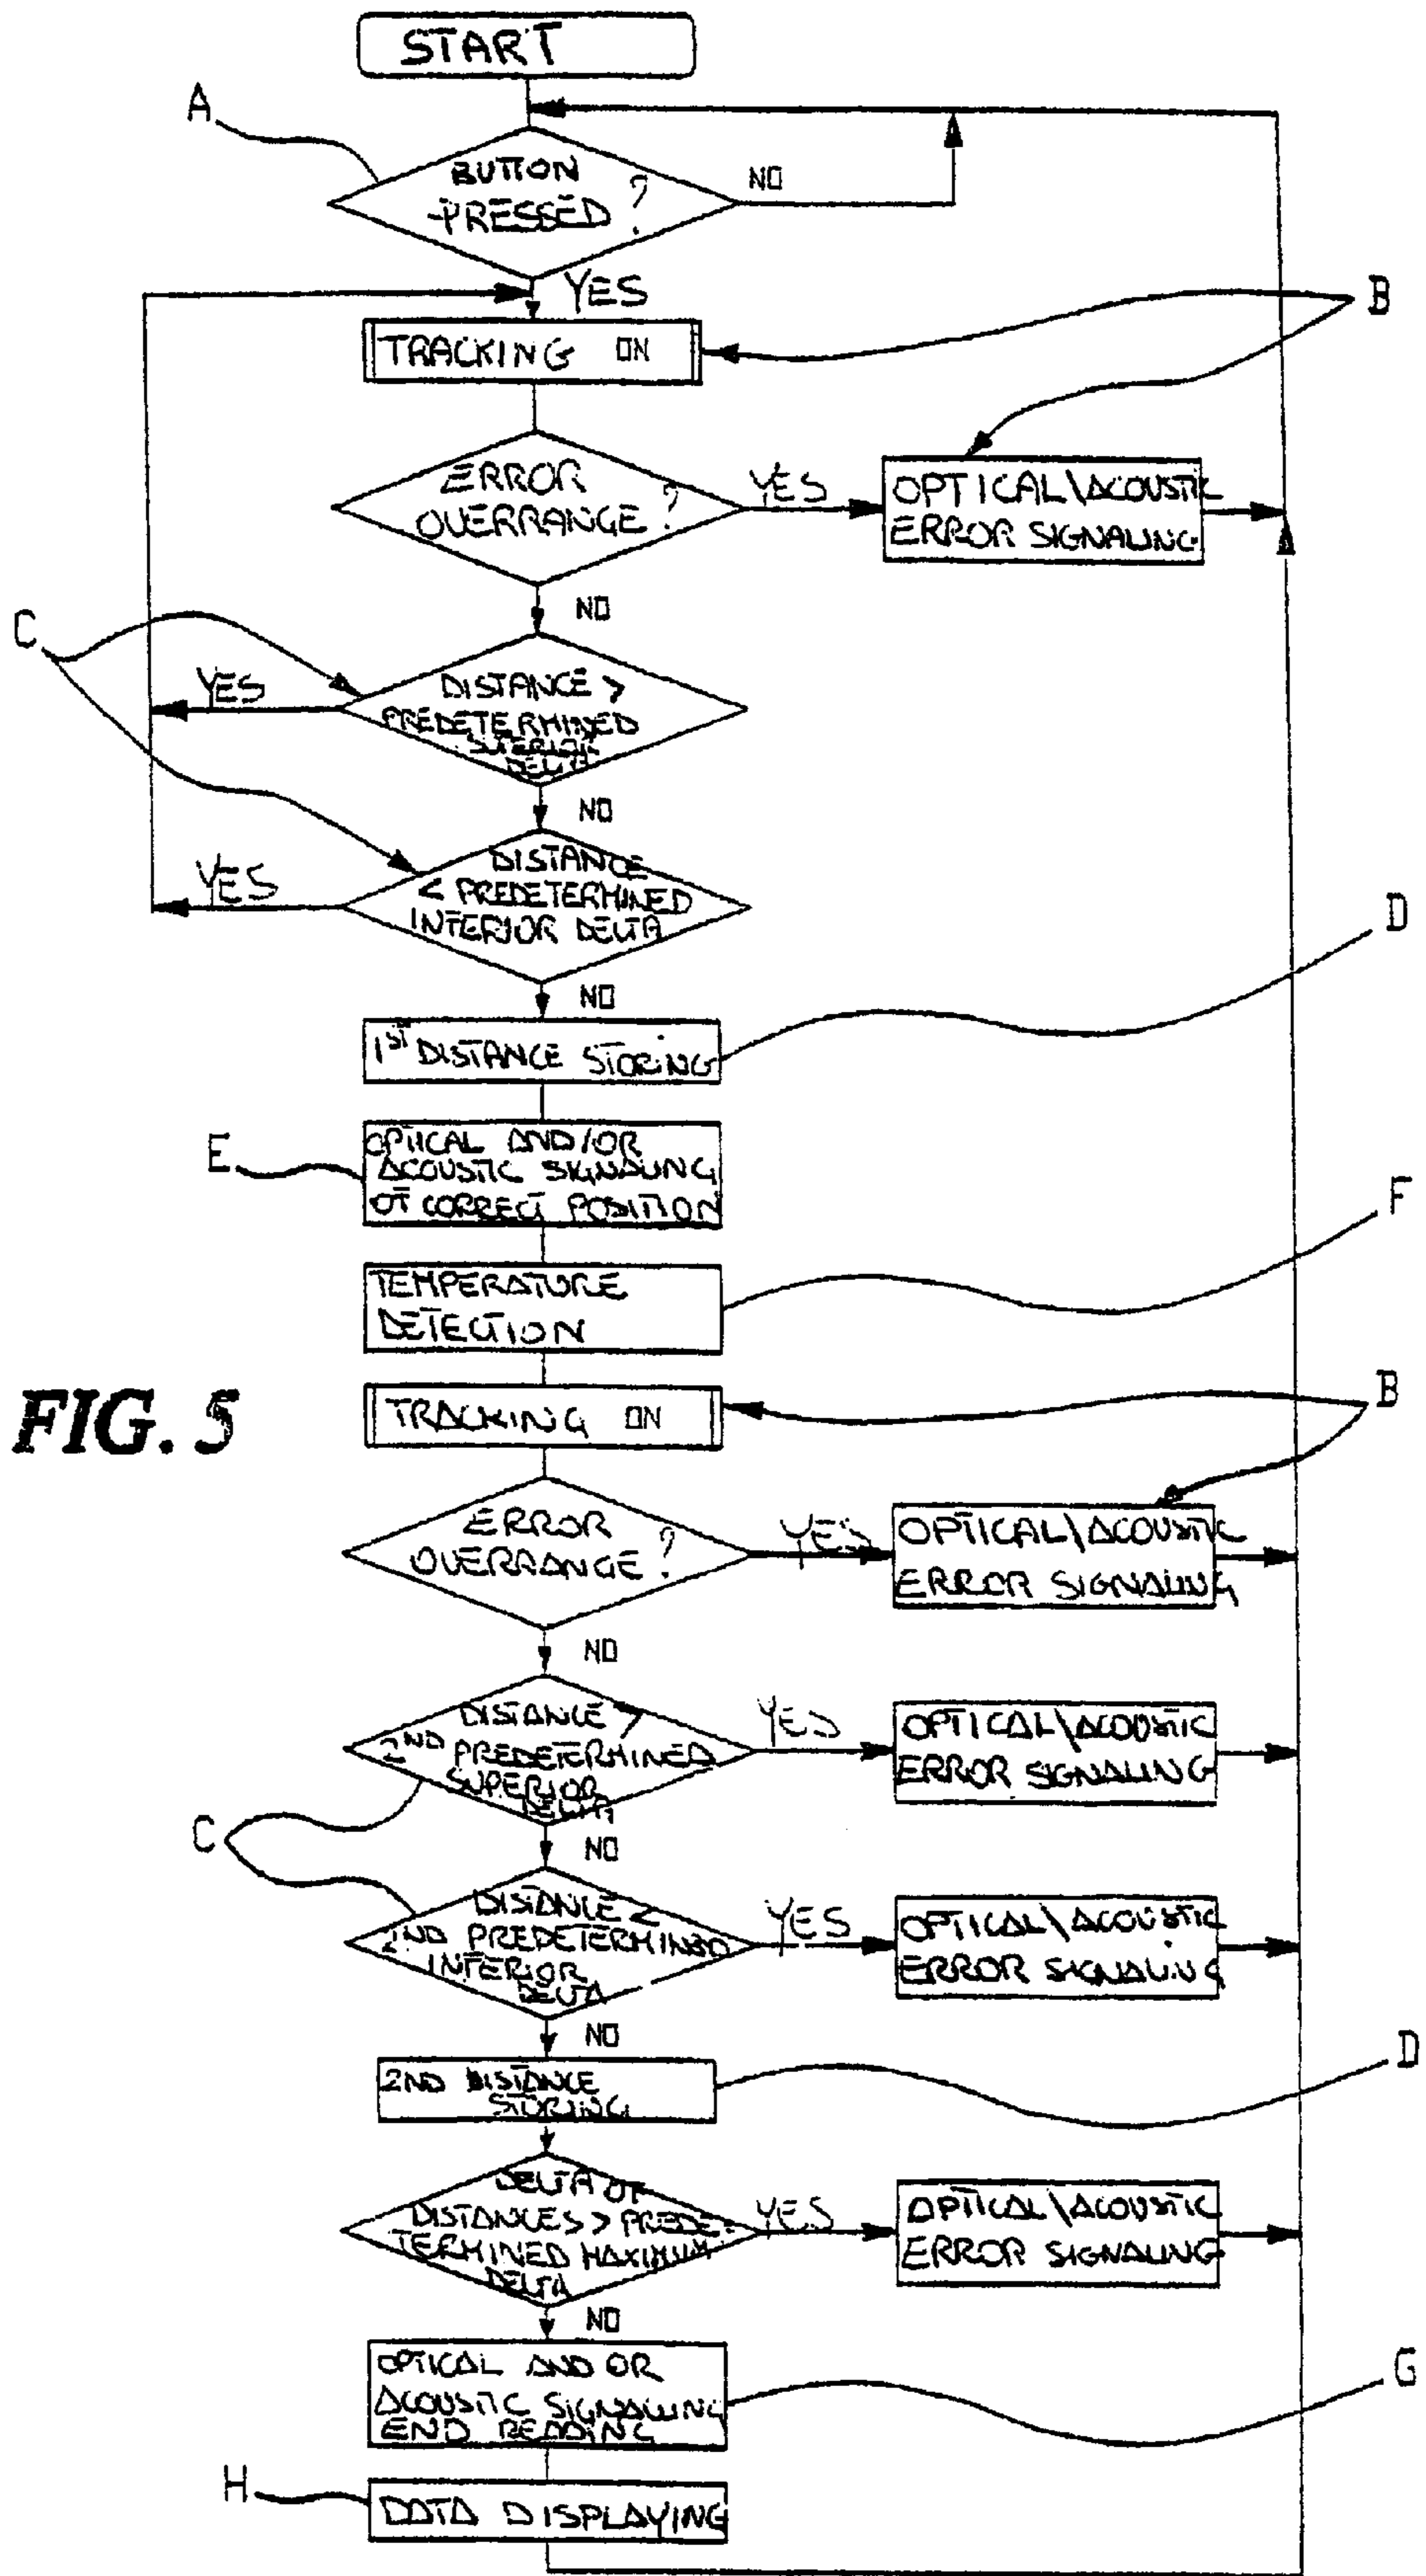 START
A
BUTTON
PRESSED ?
NO
YES
B
TRACKING ON
ERROR
OVERRANGE ?
YES
OPTICAL\ACOUSTIC
ERROR SIGNALING
NO
C
YES
DISTANCE >
PREDETERMINED
SUPERIOR
DELTA
NO
YES
DISTANCE
< PREDETERMINED
INFERIOR DELTA
D
NO
1ST DISTANCE STORING
E
OPTICAL AND/OR
ACOUSTIC SIGNALING
OF CORRECT POSITION
F
TEMPERATURE
DETECTION
FIG. 5
B
TRACKING ON
ERROR
OVERRANGE ?
YES
OPTICAL\ACOUSTIC
ERROR SIGNALING
NO
DISTANCE >
2ND PREDETERMINED
SUPERIOR
DELTA
YES
OPTICAL\ACOUSTIC
ERROR SIGNALING
C
NO
DISTANCE <
2ND PREDETERMINED
INFERIOR
DELTA
YES
OPTICAL\ACOUSTIC
ERROR SIGNALING
NO
D
2ND DISTANCE
STORING
DELTA OF
DISTANCES > PREDE-
TERMINED MAXIMUM
DELTA
YES
OPTICAL\ACOUSTIC
ERROR SIGNALING
NO
OPTICAL AND OR
ACOUSTIC SIGNALLING
END READING
G
H
DATA DISPLAYING